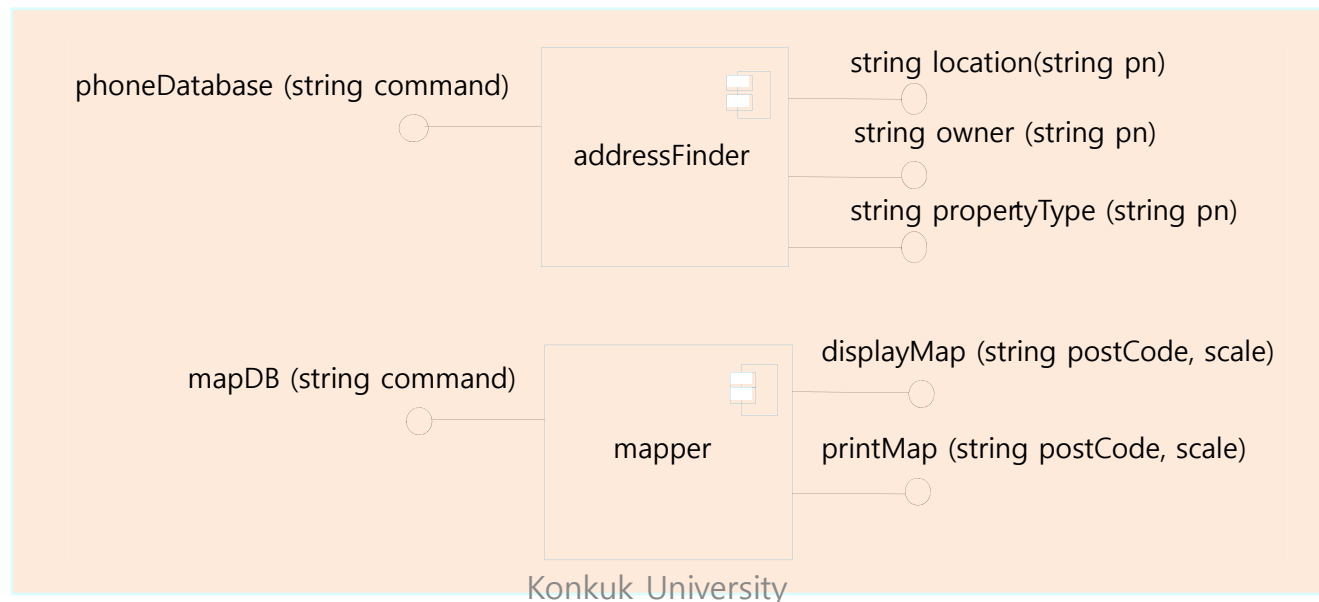 string location(string pn)
phoneDatabase (string command)
string owner (string pn)
addressFinder
string propertyType (string pn)
displayMap (string postCode, scale)
mapDB (string command)
mapper
printMap (string postCode, scale)
Konkuk University